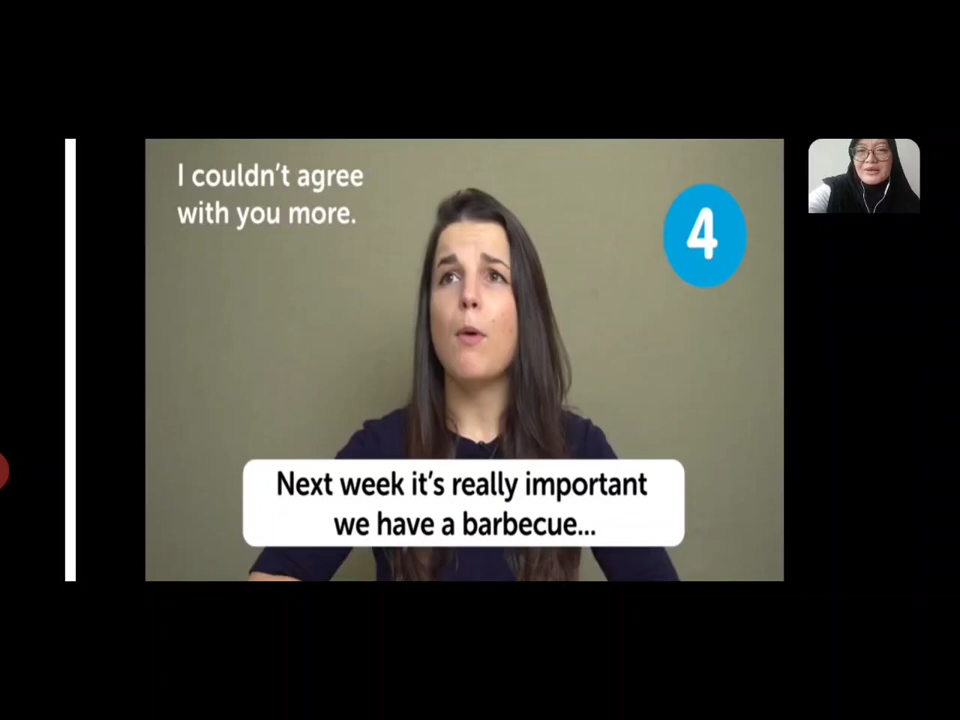 I couldn't agree
with you more.
4
Next week it's really important
we have a barbecue...